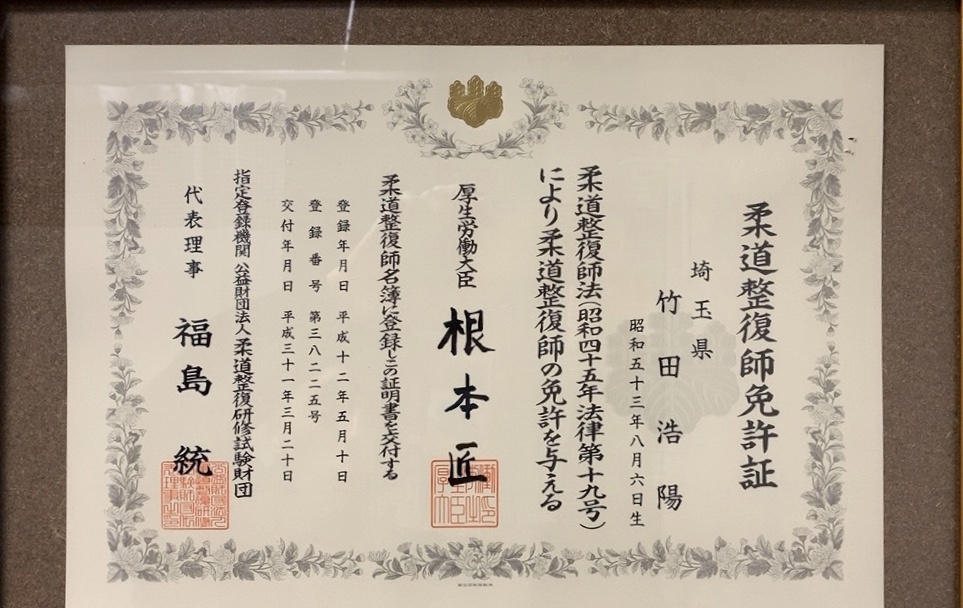 柔道整復師免許証
埼玉県
竹田浩陽
昭和五十三年八月六日生
柔道整復師法(昭和四十五年法律第十九号)
により柔道整復師の免許を与える
厚生労働大臣 根本匠
柔道整復師名簿に登録しこの証明書を交付する
登録年月日 平成十二年五月十日
登録番号 第三八二二五号
交付年月日 平成三十一年三月二十日
指定登録機関 公益財団法人柔道整復研修試験財団
代表理事 福島統